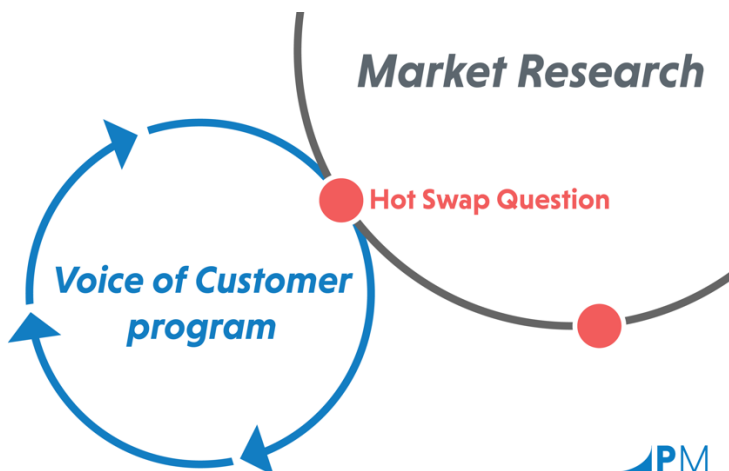 Market Research
Hot Swap Question
Voice of Customer
program
PM